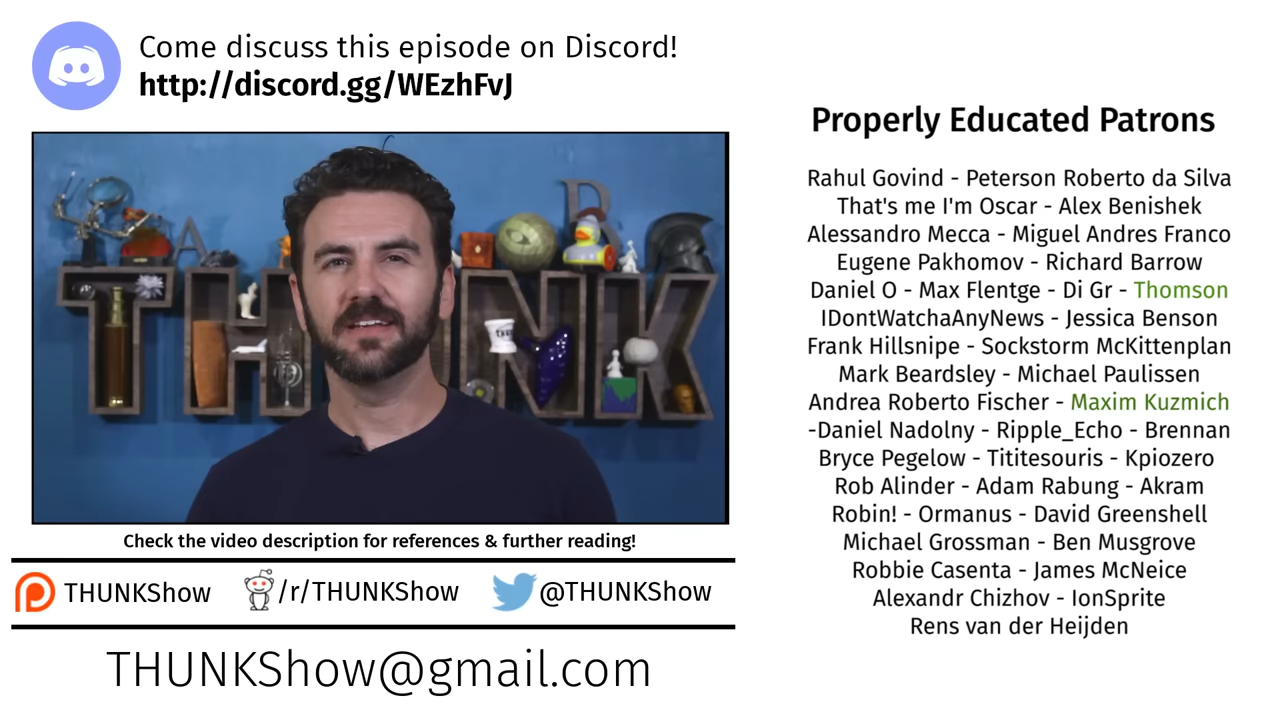 Come discuss this episode on Discord!
http://discord.gg/WEzhFvJ
A
R
THUNK
Check the video description for references & further reading!
THUNKShow
/r/THUNKShow
@THUNKShow
THUNKShow@gmail.com
Properly Educated Patrons
Rahul Govind - Peterson Roberto da Silva
That's me I'm Oscar - Alex Benishek
Alessandro Mecca - Miguel Andres Franco
Eugene Pakhomov - Richard Barrow
Daniel O - Max Flentge - Di Gr - Thomson
IDontWatchaAnyNews - Jessica Benson
Frank Hillsnipe - Sockstorm McKittenplan
Mark Beardsley - Michael Paulissen
Andrea Roberto Fischer - Maxim Kuzmich
-Daniel Nadolny - Ripple_Echo - Brennan
Bryce Pegelow - Tititesouris - Kpiozero
Rob Alinder - Adam Rabung - Akram
Robin! - Ormanus - David Greenshell
Michael Grossman - Ben Musgrove
Robbie Casenta - James McNeice
Alexandr Chizhov - IonSprite
Rens van der Heijden